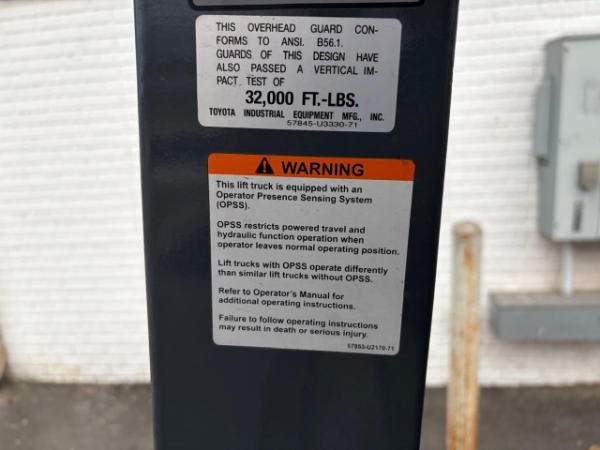 THIS OVERHEAD GUARD CON-
FORMS TO ANSI. B56.1.
GUARDS OF THIS DESIGN HAVE
ALSO PASSED A VERTICAL IM-
PACT TEST OF
32,000 FT.-LBS.
TOYOTA INDUSTRIAL EQUIPMENT MFG., INC.
57845-U3330-71
WARNING
This lift truck is equipped with an
Operator Presence Sensing System
(OPSS).
OPSS restricts powered travel and
hydraulic function operation when
operator leaves normal operating position.
Lift trucks with OPSS operate differently
than similar lift trucks without OPSS.
Refer to Operator's Manual for
additional operating instructions.
Failure to follow operating instructions
may result in death or serious injury.
57853-U2170-71